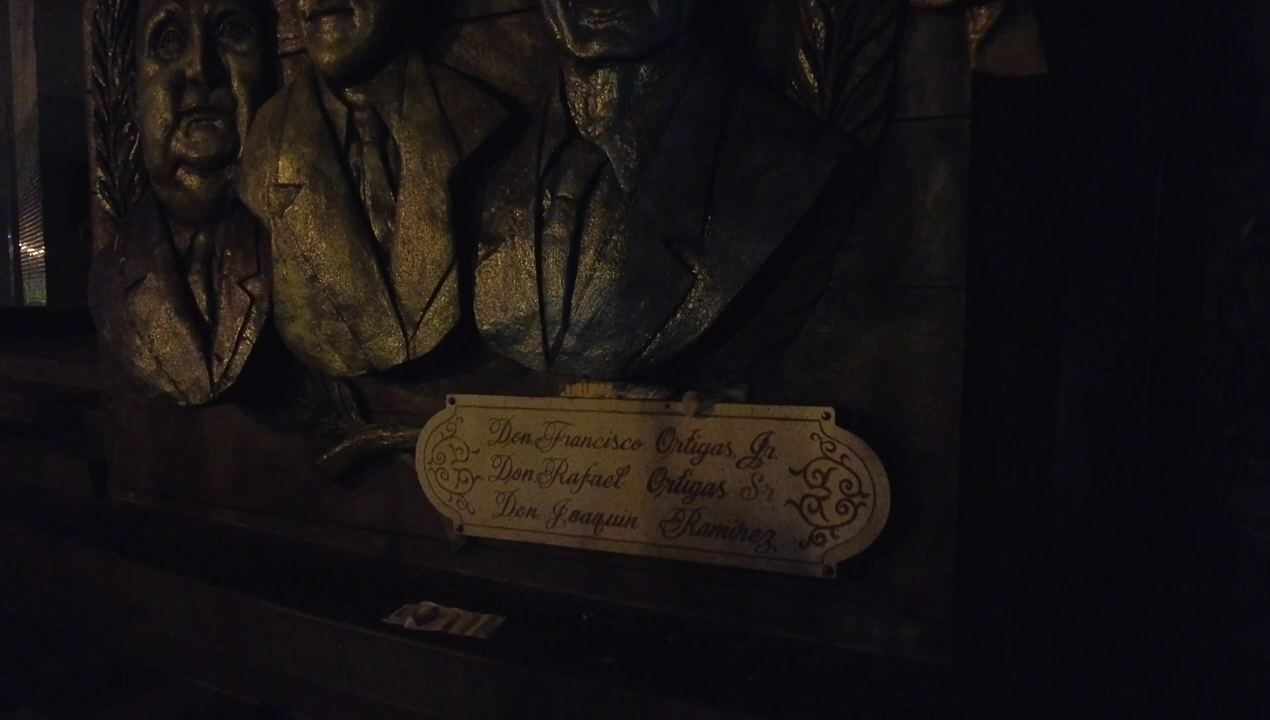 Don Francisco Ortigas, Jr.
Don Rafael Ortigas Sr.
Don Joaquin Ramirez